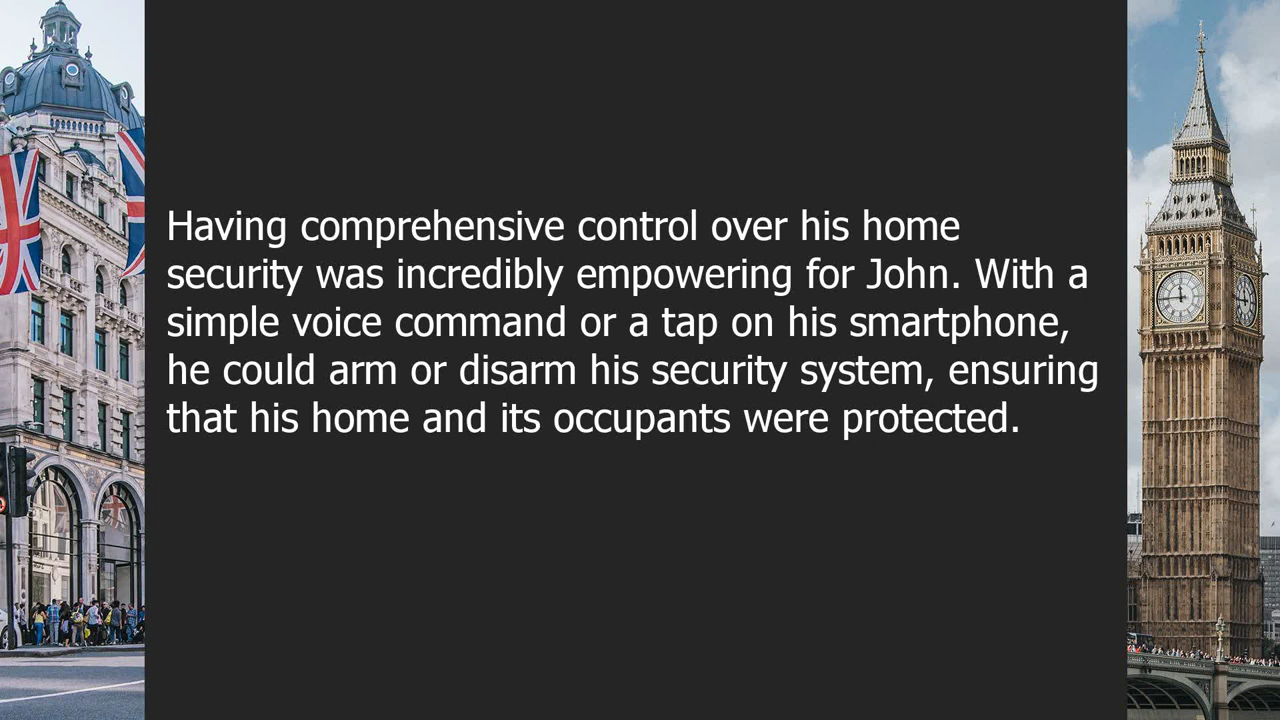 Having comprehensive control over his home
security was incredibly empowering for John. With a
simple voice command or a tap on his smartphone,
he could arm or disarm his security system, ensuring
that his home and its occupants were protected.